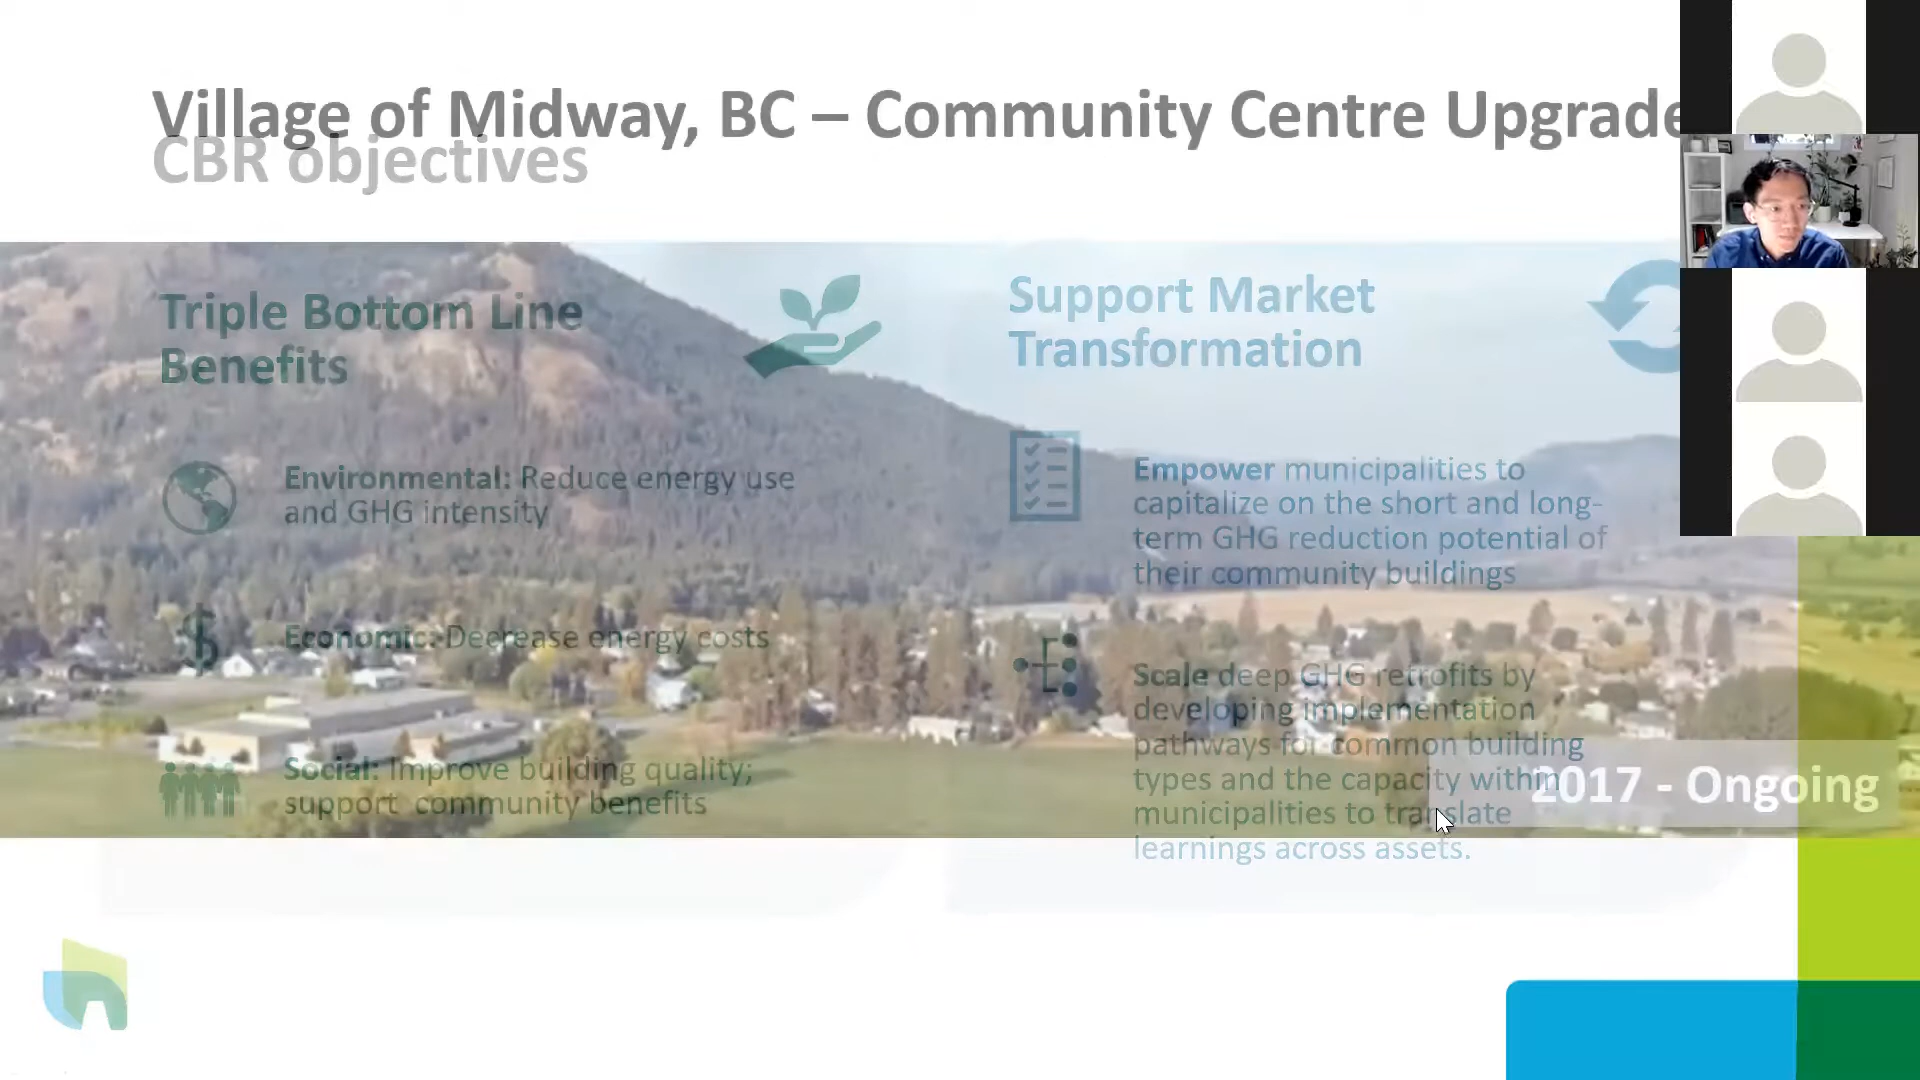 Village of Midway, BC – Community Centre Upgrade
CBR objectives
Triple Bottom Line
Benefits
Environmental: Reduce energy use
and GHG intensity
Economic: Decrease energy costs
Social: Improve building quality;
support community benefits
Support Market
Transformation
Empower municipalities to
capitalize on the short and long-
term GHG reduction potential of
their community buildings
Scale deep GHG retrofits by
developing implementation
pathways for common building
types and the capacity within
municipalities to translate
learnings across assets.
2017 - Ongoing